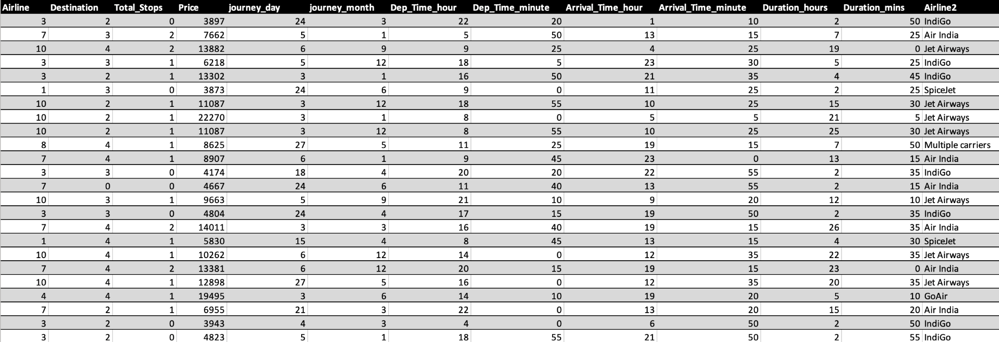 Airline Destination Total_Stops Price journey_day journey_month Dep_Time_hour Dep_Time_minute Arrival_Time_hour Arrival_Time_minute Duration_hours Duration_mins Airline2
3 2 0 3897 24 3 22 20 1 10 2 50 IndiGo
7 3 2 7662 5 1 5 50 13 15 7 25 Air India
10 4 2 13882 6 9 9 25 4 25 19 0 Jet Airways
3 3 1 6218 5 12 18 5 23 30 5 25 IndiGo
3 2 1 13302 3 1 16 50 21 35 4 45 IndiGo
1 3 0 3873 24 6 9 0 11 25 2 25 SpiceJet
10 2 1 11087 3 12 18 55 10 25 15 30 Jet Airways
10 2 1 22270 3 1 8 0 5 5 21 5 Jet Airways
10 2 1 11087 3 12 8 55 10 25 25 30 Jet Airways
8 4 1 8625 27 5 11 25 19 15 7 50 Multiple carriers
7 4 1 8907 6 1 9 45 23 0 13 15 Air India
3 3 0 4174 18 4 20 20 22 55 2 35 IndiGo
7 0 0 4667 24 6 11 40 13 55 2 15 Air India
10 3 1 9663 5 9 21 10 9 20 12 10 Jet Airways
3 3 0 4804 24 4 17 15 19 50 2 35 IndiGo
7 4 2 14011 3 3 16 40 19 15 26 35 Air India
1 4 1 5830 15 4 8 45 13 15 4 30 SpiceJet
10 4 1 10262 6 12 14 0 12 35 22 35 Jet Airways
7 4 2 13381 6 12 20 15 19 15 23 0 Air India
10 4 1 12898 27 5 16 0 12 35 20 35 Jet Airways
4 4 1 19495 3 6 14 10 19 20 5 10 GoAir
7 2 1 6955 21 3 22 0 13 20 15 20 Air India
3 2 0 3943 4 3 4 0 6 50 2 50 IndiGo
3 2 0 4823 5 1 18 55 21 50 2 55 IndiGo